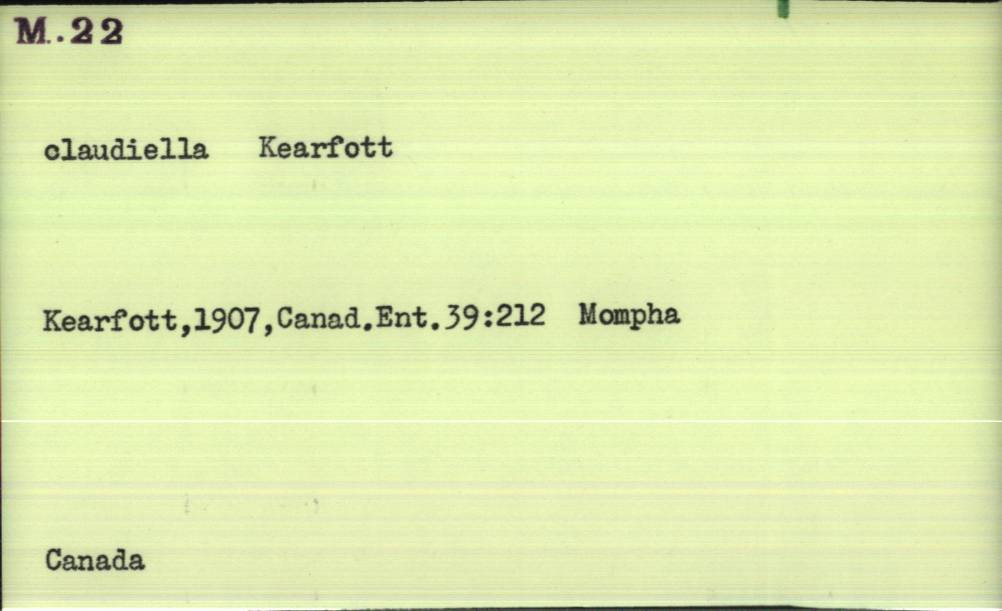 M.22
claudiella Kearfott
Kearfott,1907,Canad.Ent.39:212 Mompha
Canada